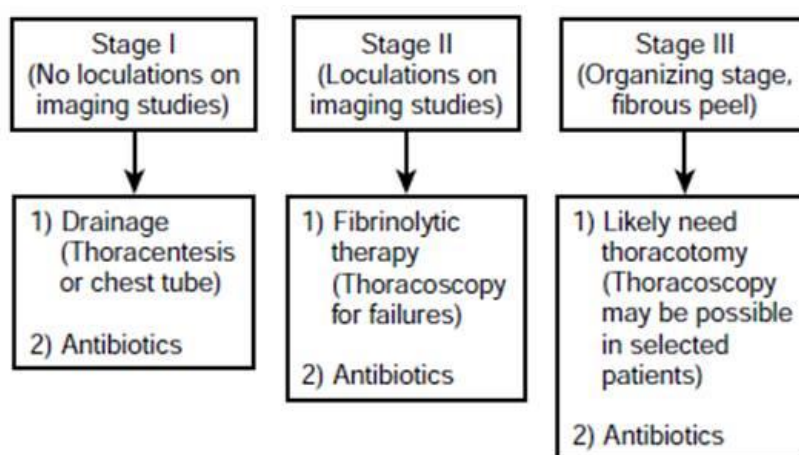 Stage I
(No loculations on
imaging studies)
Stage II
(Loculations on
imaging studies)
Stage III
(Organizing stage,
fibrous peel)
1) Drainage
(Thoracentesis
or chest tube)
2) Antibiotics
1) Fibrinolytic
therapy
(Thoracoscopy
for failures)
2) Antibiotics
1) Likely need
thoracotomy
(Thoracoscopy
may be possible
in selected
patients)
2) Antibiotics